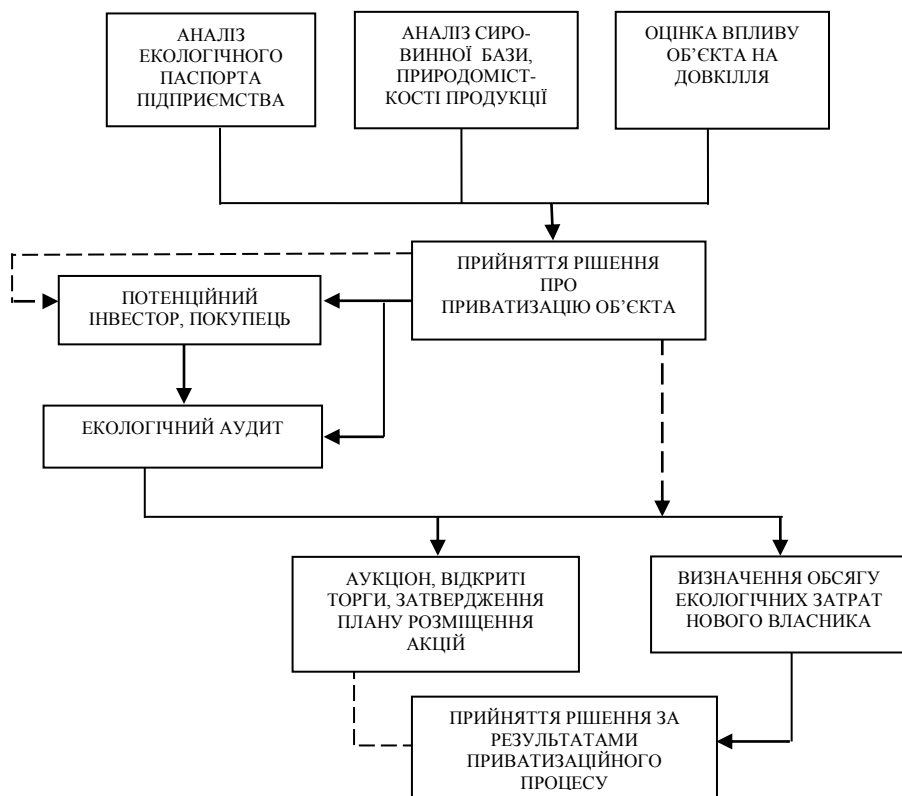 АНАЛІЗ
ЕКОЛОГІЧНОГО
ПАСПОРТА
ПІДПРИЄМСТВА
АНАЛІЗ СИРО-
ВИННОЇ БАЗИ,
ПРИРОДОМІСТ-
КОСТІ ПРОДУКЦІЇ
ОЦІНКА ВПЛИВУ
ОБ’ЄКТА НА
ДОВКІЛЛЯ
ПРИЙНЯТТЯ РІШЕННЯ
ПРО
ПРИВАТИЗАЦІЮ ОБ’ЄКТА
ПОТЕНЦІЙНИЙ
ІНВЕСТОР, ПОКУПЕЦЬ
ЕКОЛОГІЧНИЙ АУДИТ
АУКЦІОН, ВІДКРИТІ
ТОРГИ, ЗАТВЕРДЖЕННЯ
ПЛАНУ РОЗМІЩЕННЯ
АКЦІЙ
ВИЗНАЧЕННЯ ОБСЯГУ
ЕКОЛОГІЧНИХ ЗАТРАТ
НОВОГО ВЛАСНИКА
ПРИЙНЯТТЯ РІШЕННЯ ЗА
РЕЗУЛЬТАТАМИ
ПРИВАТИЗАЦІЙНОГО
ПРОЦЕСУ